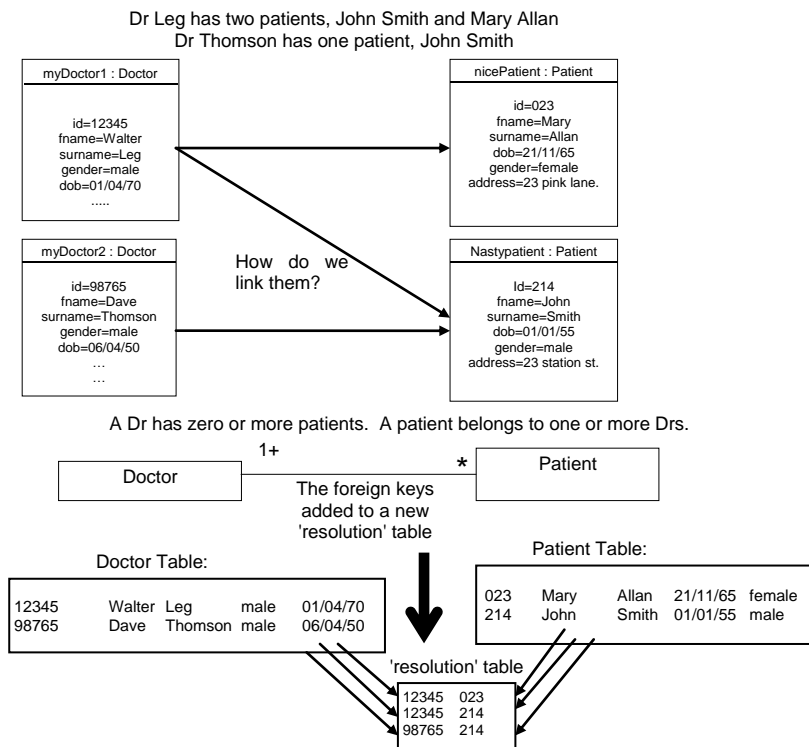 Dr Leg has two patients, John Smith and Mary Allan
Dr Thomson has one patient, John Smith
myDoctor1 : Doctor
id=12345
fname=Walter
surname=Leg
gender=male
dob=01/04/70
.....
nicePatient : Patient
id=023
fname=Mary
surname=Allan
dob=21/11/65
gender=female
address=23 pink lane.
myDoctor2 : Doctor
id=98765
fname=Dave
surname=Thomson
gender=male
dob=06/04/50
...
...
How do we
link them?
Nastypatient : Patient
Id=214
fname=John
surname=Smith
dob=01/01/55
gender=male
address=23 station st.
A Dr has zero or more patients. A patient belongs to one or more Drs.
Doctor
1+
*
Patient
The foreign keys
added to a new
'resolution' table
Doctor Table:
12345 Walter Leg male 01/04/70
98765 Dave Thomson male 06/04/50
Patient Table:
023 Mary Allan 21/11/65 female
214 John Smith 01/01/55 male
'resolution' table
12345 023
12345 214
98765 214